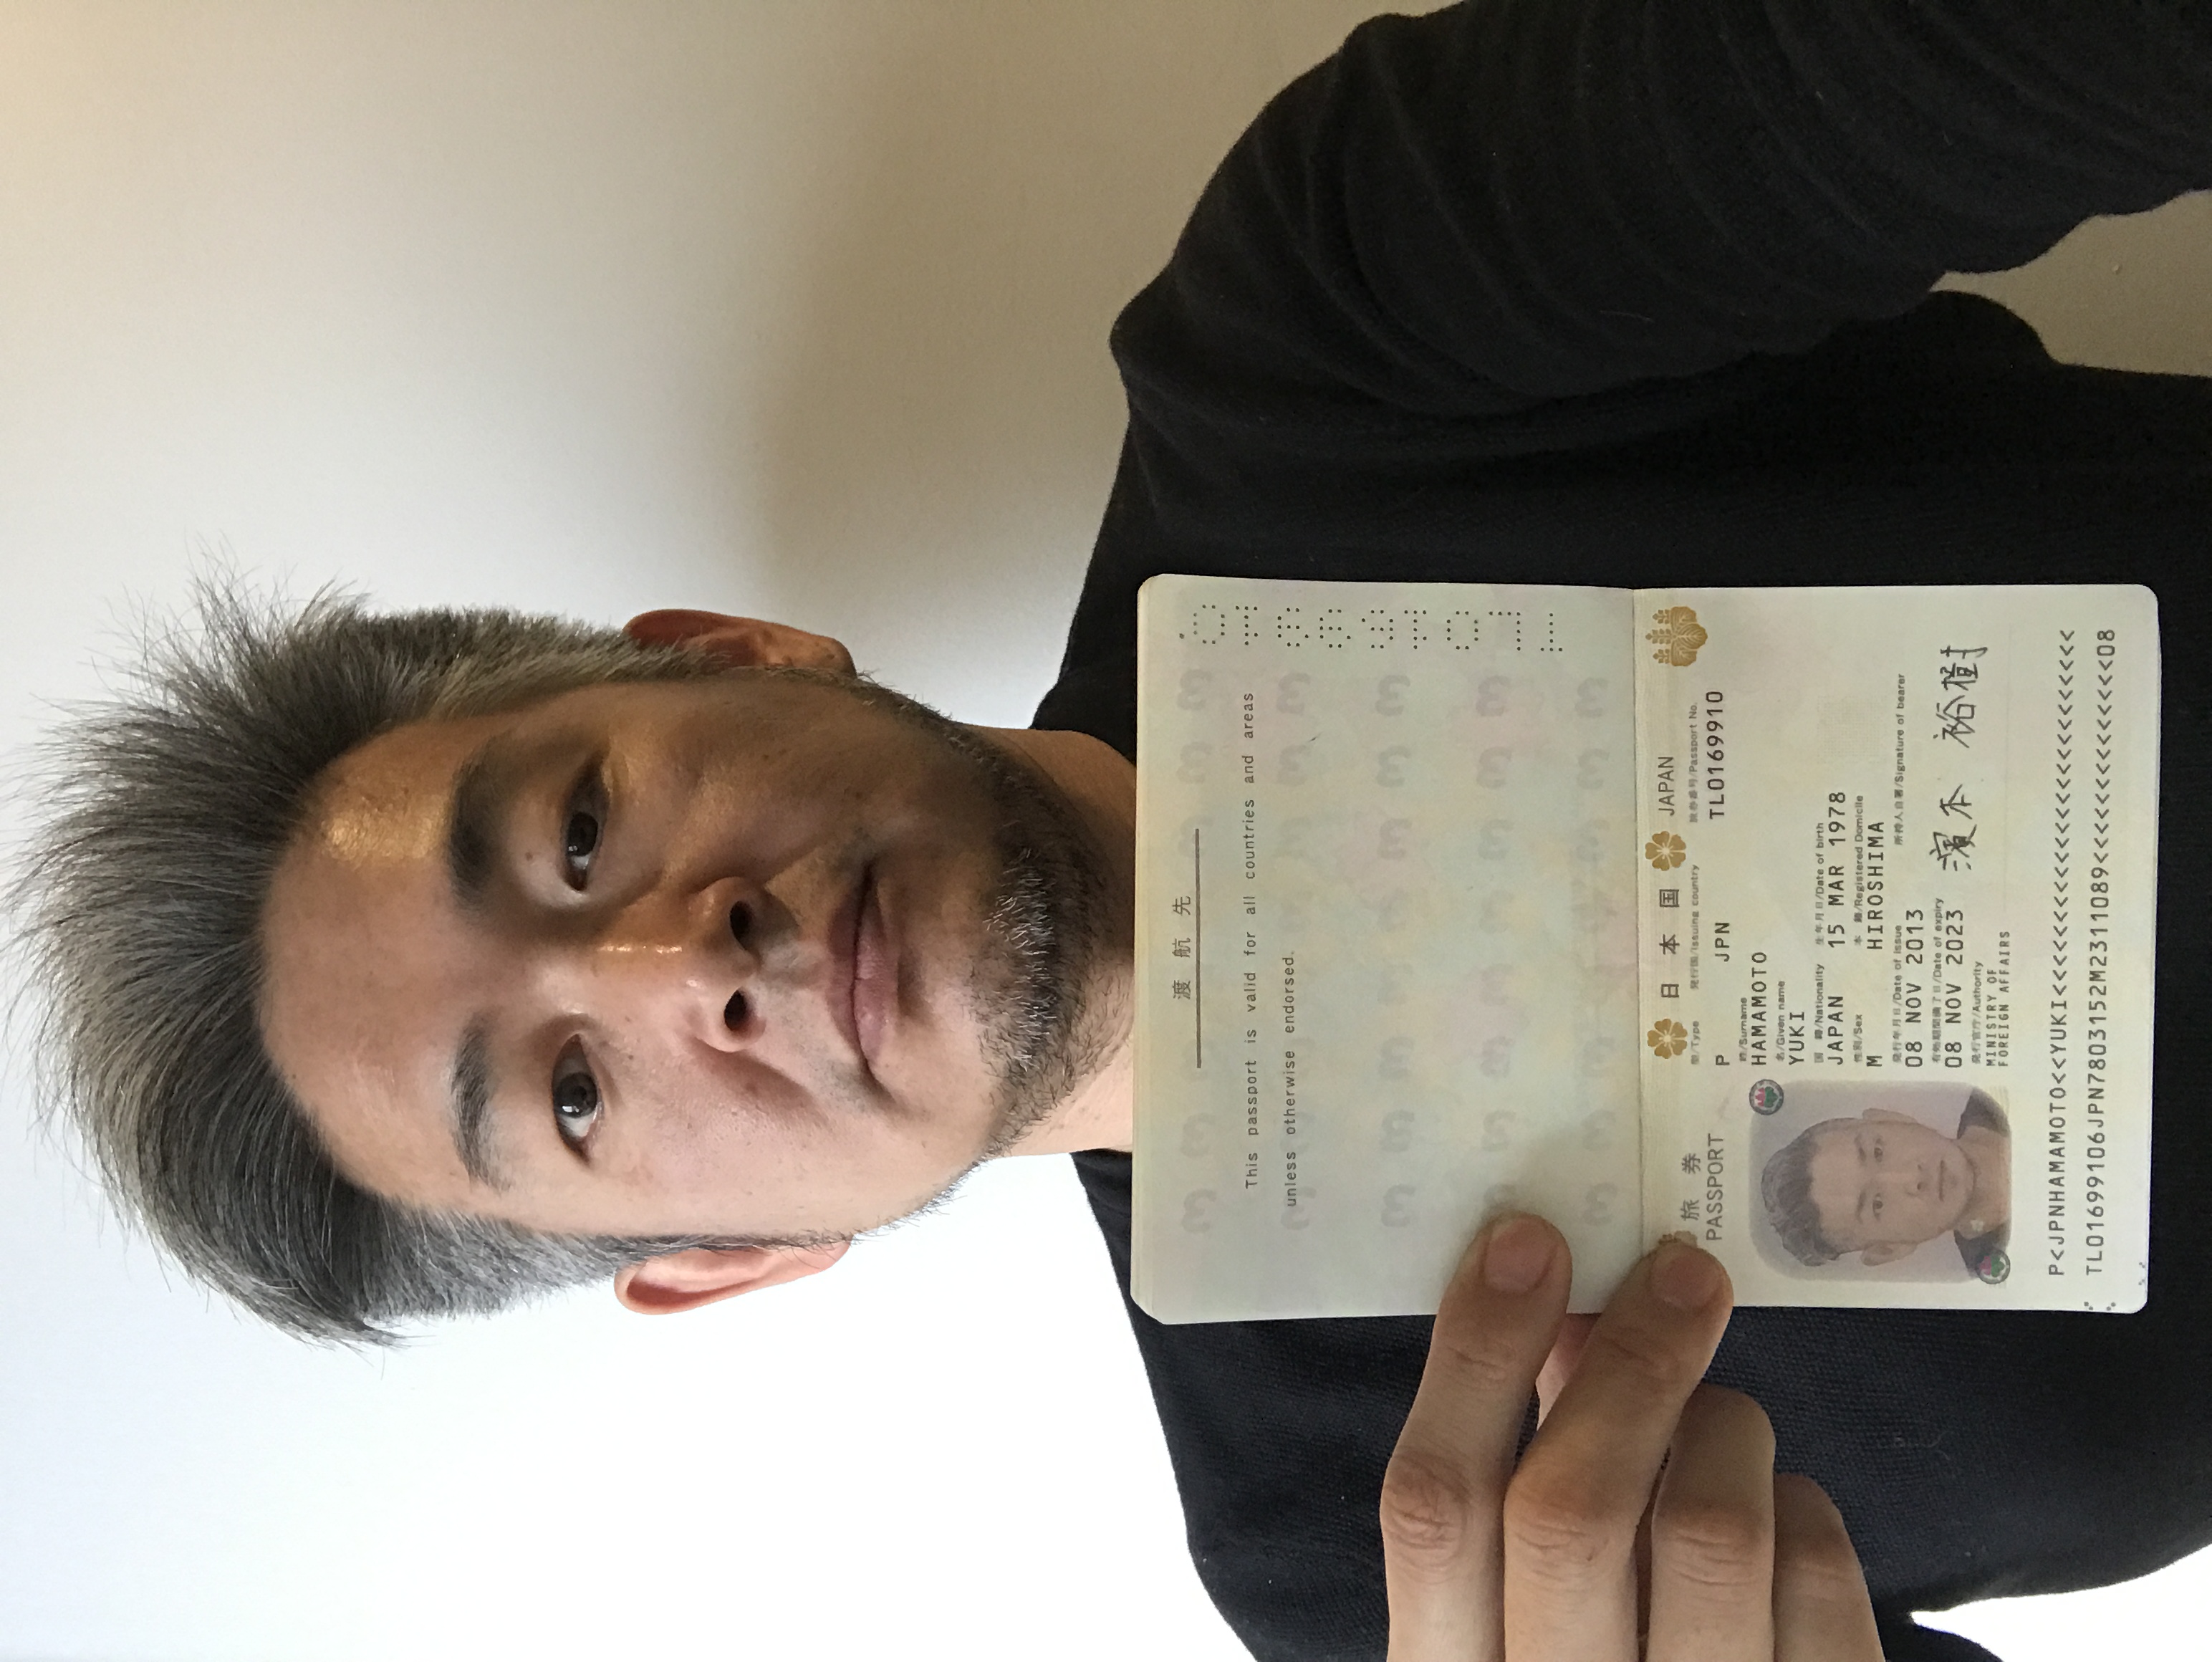 渡航先
This passport is valid for all countries and areas
unless otherwise endorsed.
TL0169910
日本国 JAPAN
旅券
PASSPORT
型/Type 発行国/Issuing country 旅券番号/Passport No.
P JPN TL0169910
姓/Surname
HAMAMOTO
名/Given name
YUKI
国籍/Nationality 生年月日/Date of birth
JAPAN 15 MAR 1978
性別/Sex 本籍/Registered Domicile
M HIROSHIMA
発行年月日/Date of issue 所持人自署/Signature of bearer
08 NOV 2013
有効期間満了日/Date of expiry
08 NOV 2023 濱本 裕樹
発行官庁/Authority
MINISTRY OF
FOREIGN AFFAIRS
P<JPNHAMAMOTO<<YUKI<<<<<<<<<<<<<<<<<<<<<<<<<
TL01699106JPN7803152M2311089<<<<<<<<<<<<<<08